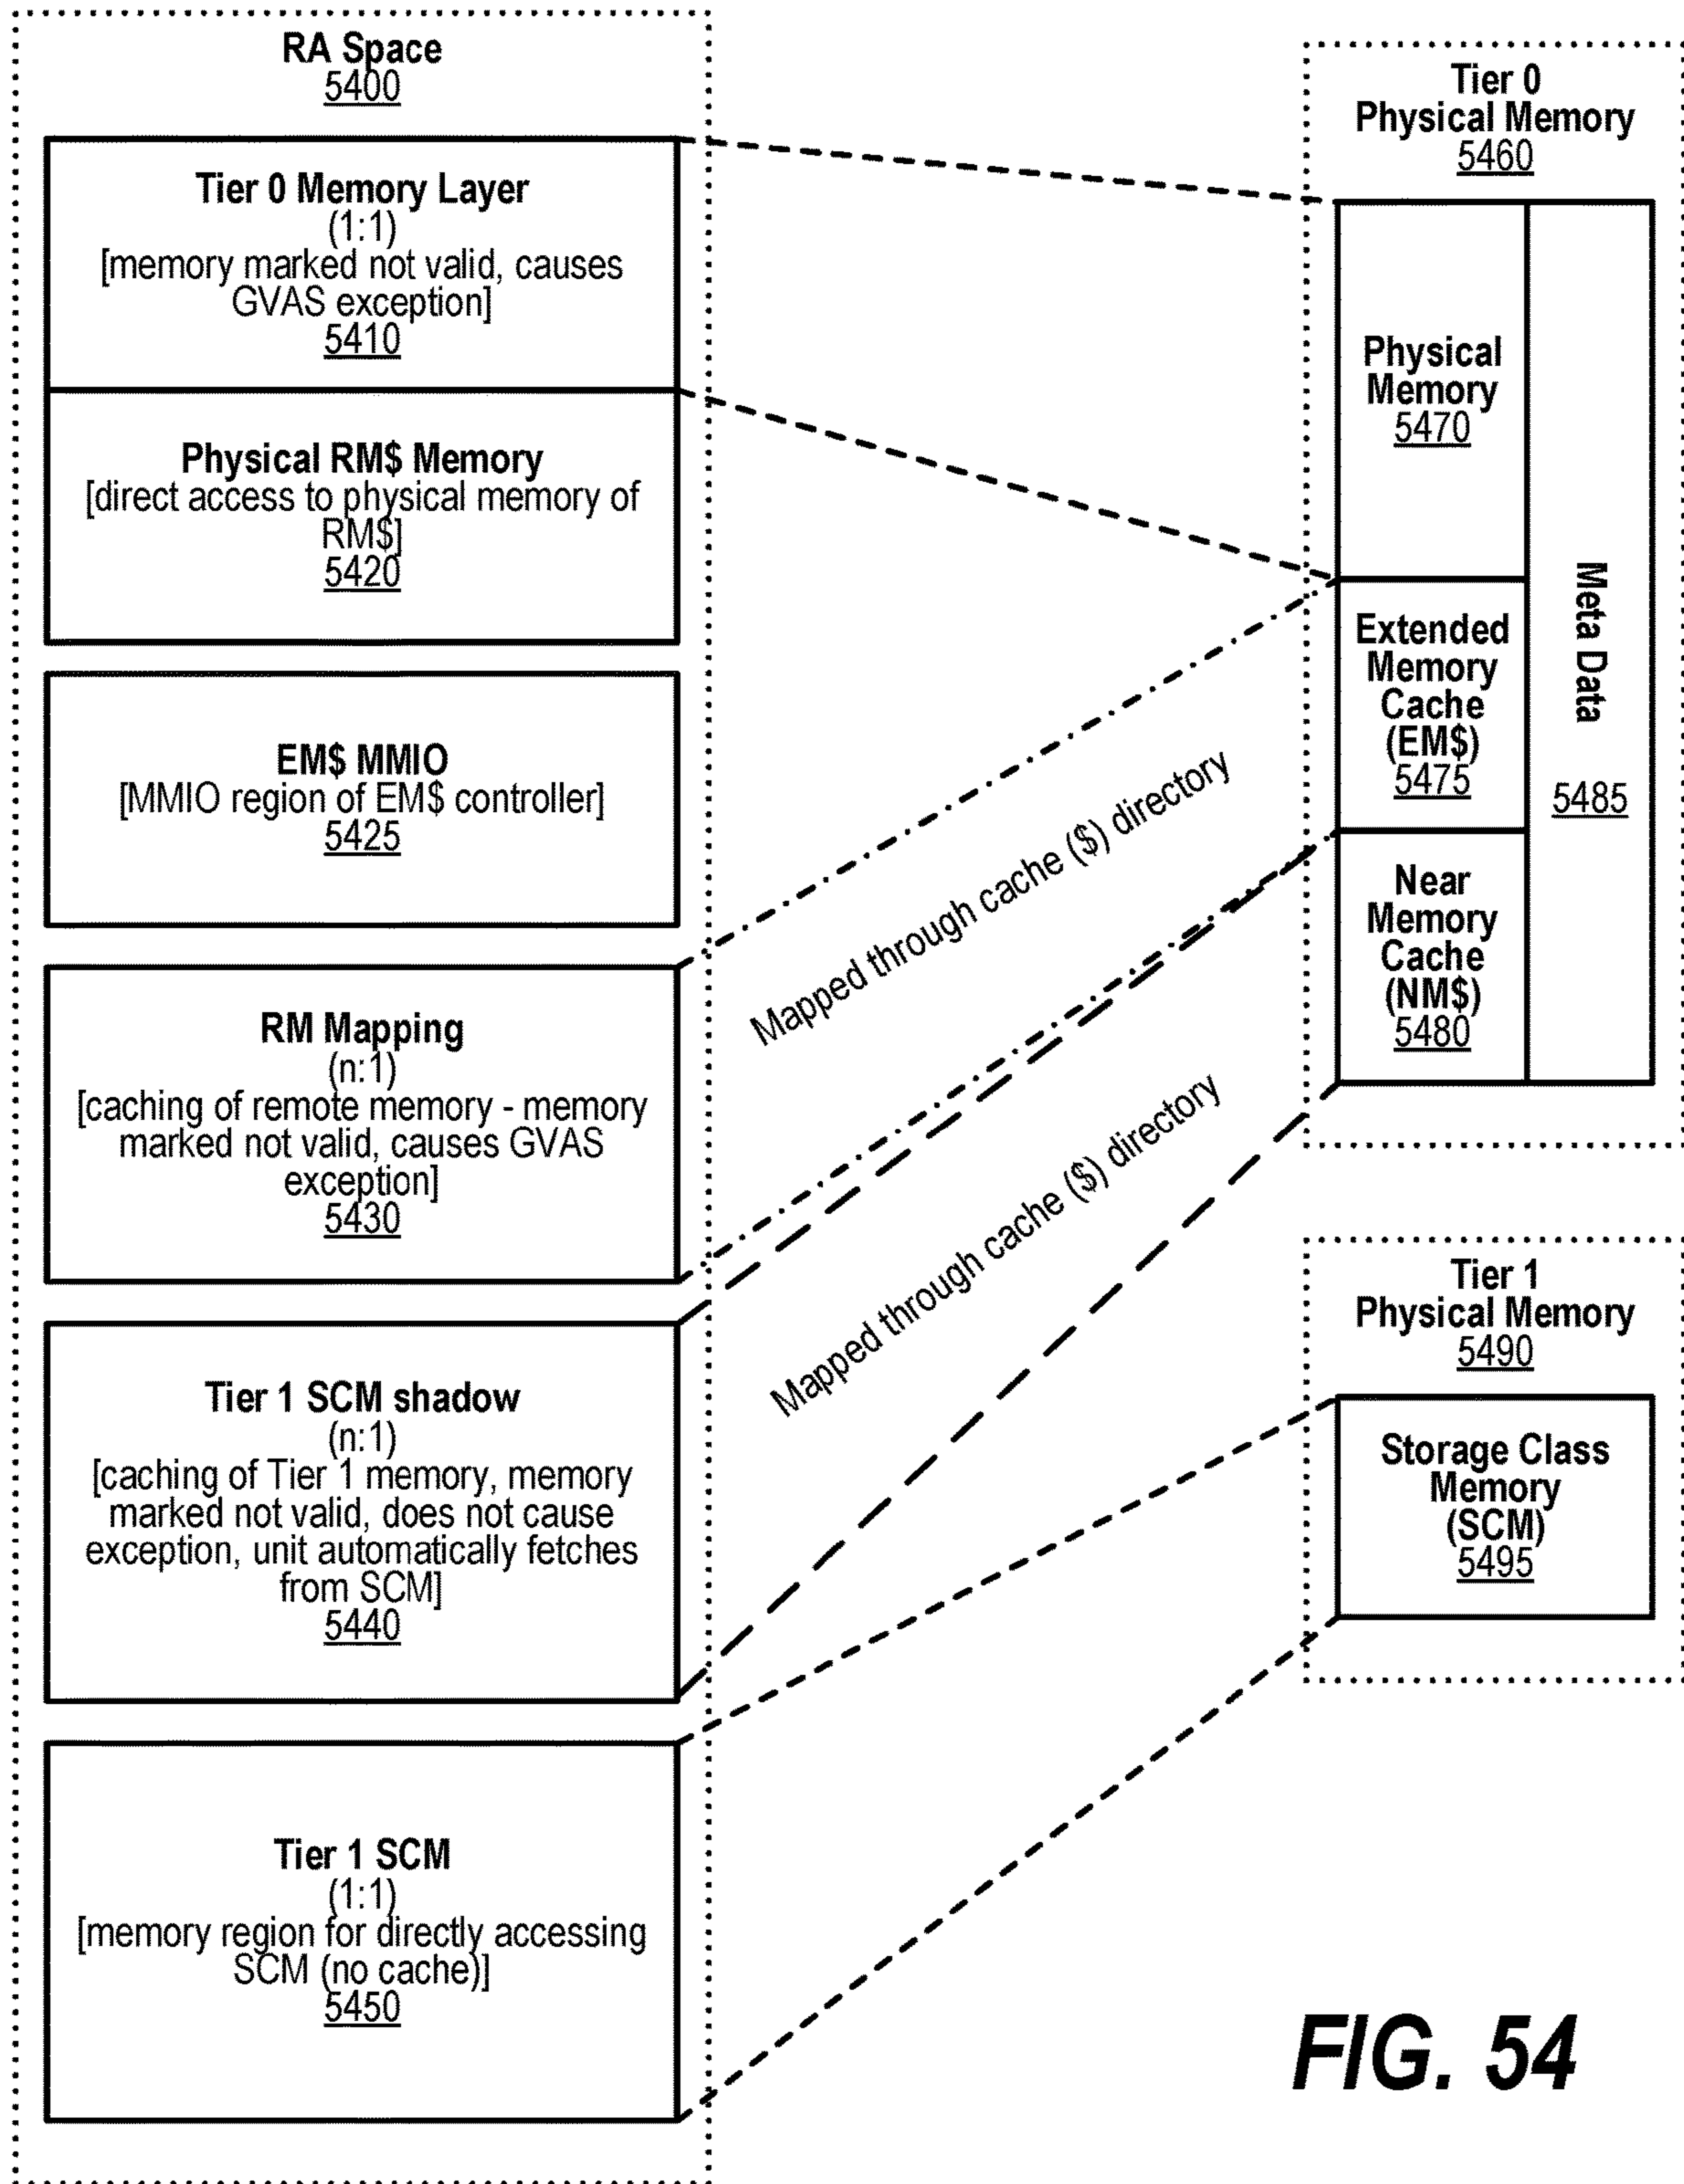 RA Space
5400
Tier 0 Memory Layer
(1:1)
[memory marked not valid, causes
GVAS exception]
5410
Physical RM$ Memory
[direct access to physical memory of
RM$]
5420
EM$ MMIO
[MMIO region of EM$ controller]
5425
RM Mapping
(n:1)
[caching of remote memory - memory
marked not valid, causes GVAS
exception]
5430
Tier 1 SCM shadow
(n:1)
[caching of Tier 1 memory, memory
marked not valid, does not cause
exception, unit automatically fetches
from SCM]
5440
Tier 1 SCM
(1:1)
[memory region for directly accessing
SCM (no cache)]
5450
Mapped through cache ($) directory
Mapped through cache ($) directory
Tier 0
Physical Memory
5460
Physical
Memory
5470
Extended
Memory
Cache
(EM$)
5475
Near
Memory
Cache
(NM$)
5480
Meta Data
5485
Tier 1
Physical Memory
5490
Storage Class
Memory
(SCM)
5495
FIG. 54